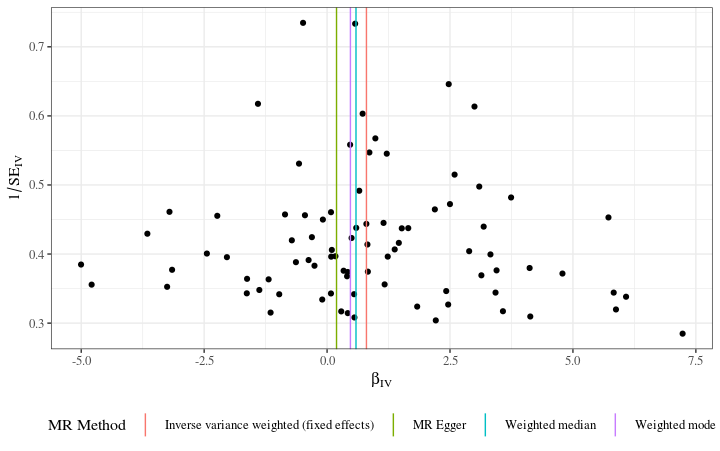 0.7
0.6
0.5
0.4
0.3
1/SE_IV
-5.0 -2.5 0.0 2.5 5.0 7.5
β_IV
MR Method Inverse variance weighted (fixed effects) MR Egger Weighted median Weighted mode